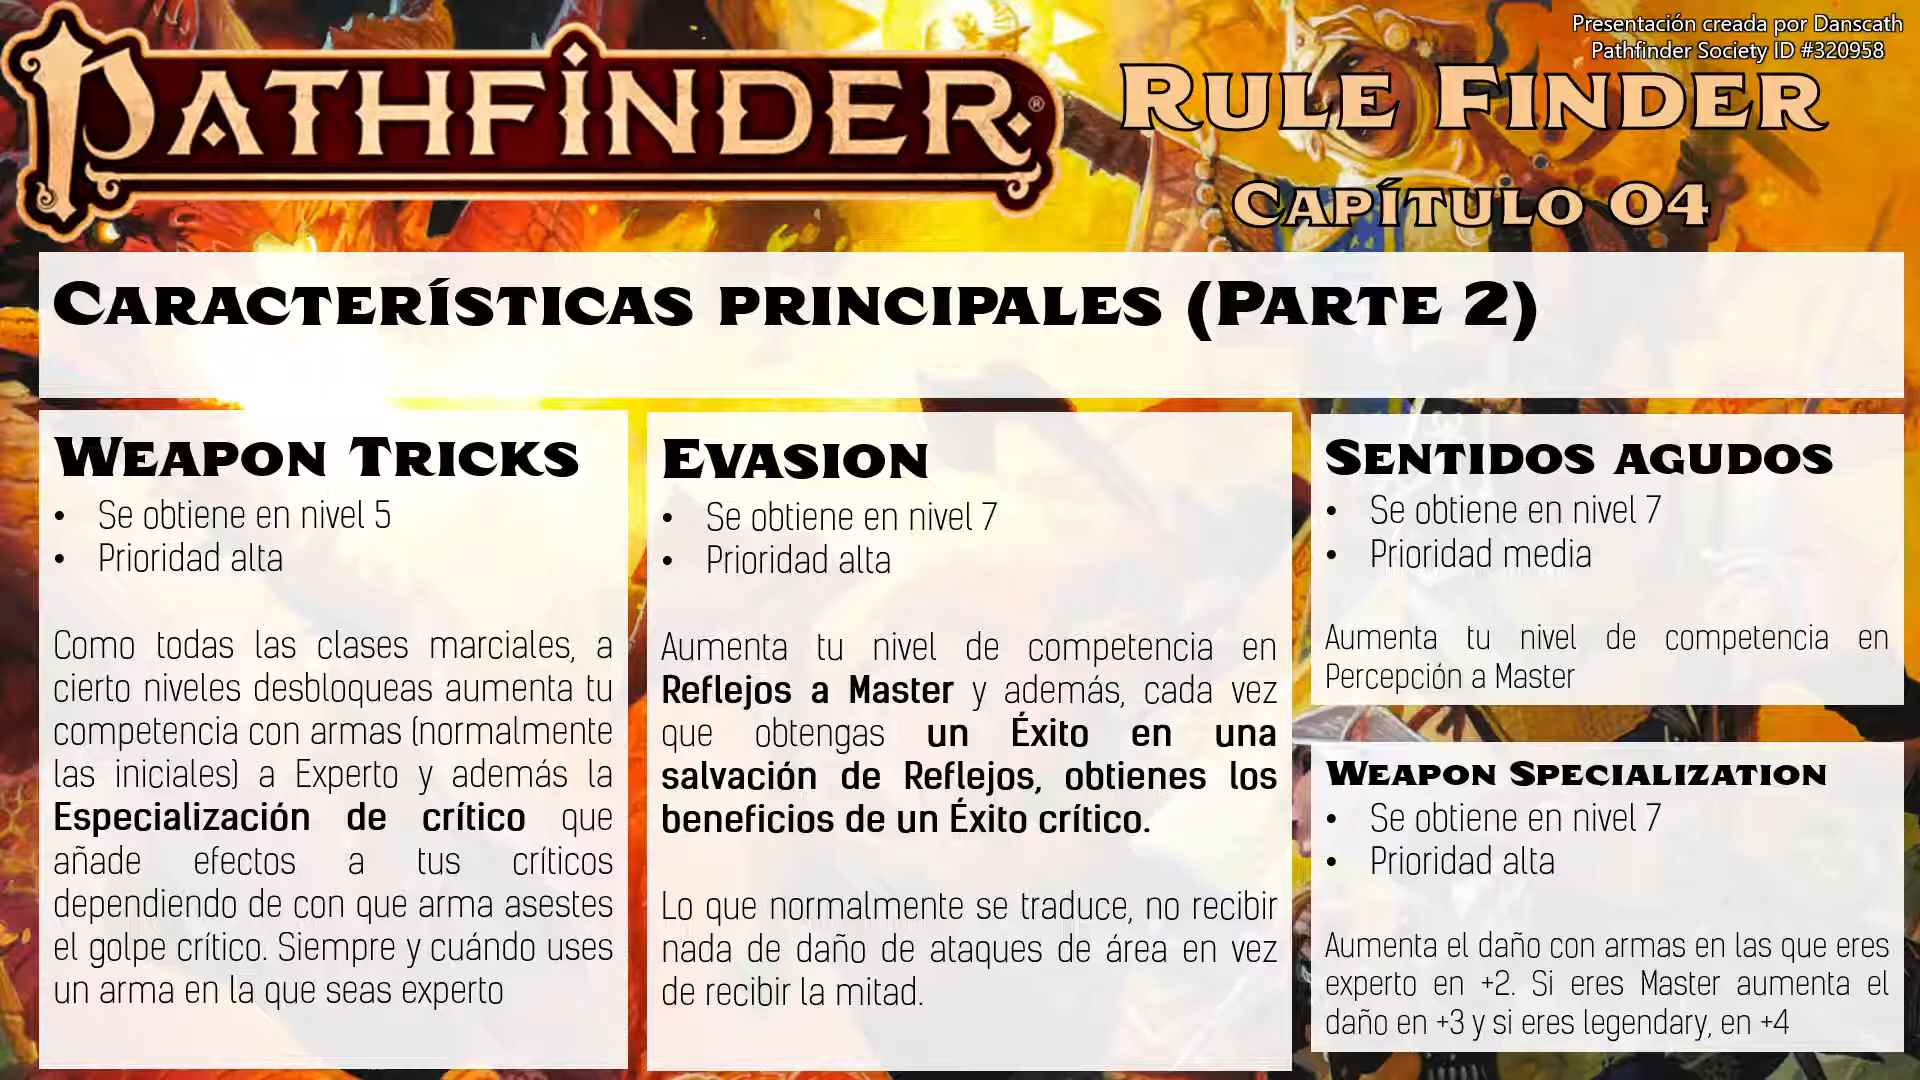 Presentación creada por Danscath
Pathfinder Society ID #320958
PATHFINDER®
RULE FINDER
CAPÍTULO 04
CARACTERÍSTICAS PRINCIPALES (PARTE 2)
WEAPON TRICKS
• Se obtiene en nivel 5
• Prioridad alta
Como todas las clases marciales, a
cierto niveles desbloqueas aumenta tu
competencia con armas (normalmente
las iniciales) a Experto y además la
Especialización de crítico que
añade efectos a tus críticos
dependiendo de con que arma asestes
el golpe crítico. Siempre y cuándo uses
un arma en la que seas experto
EVASION
• Se obtiene en nivel 7
• Prioridad alta
Aumenta tu nivel de competencia en
Reflejos a Master y además, cada vez
que obtengas un Éxito en una
salvación de Reflejos, obtienes los
beneficios de un Éxito crítico.
Lo que normalmente se traduce, no recibir
nada de daño de ataques de área en vez
de recibir la mitad.
SENTIDOS AGUDOS
• Se obtiene en nivel 7
• Prioridad media
Aumenta tu nivel de competencia en
Percepción a Master
WEAPON SPECIALIZATION
• Se obtiene en nivel 7
• Prioridad alta
Aumenta el daño con armas en las que eres
experto en +2. Si eres Master aumenta el
daño en +3 y si eres legendary, en +4